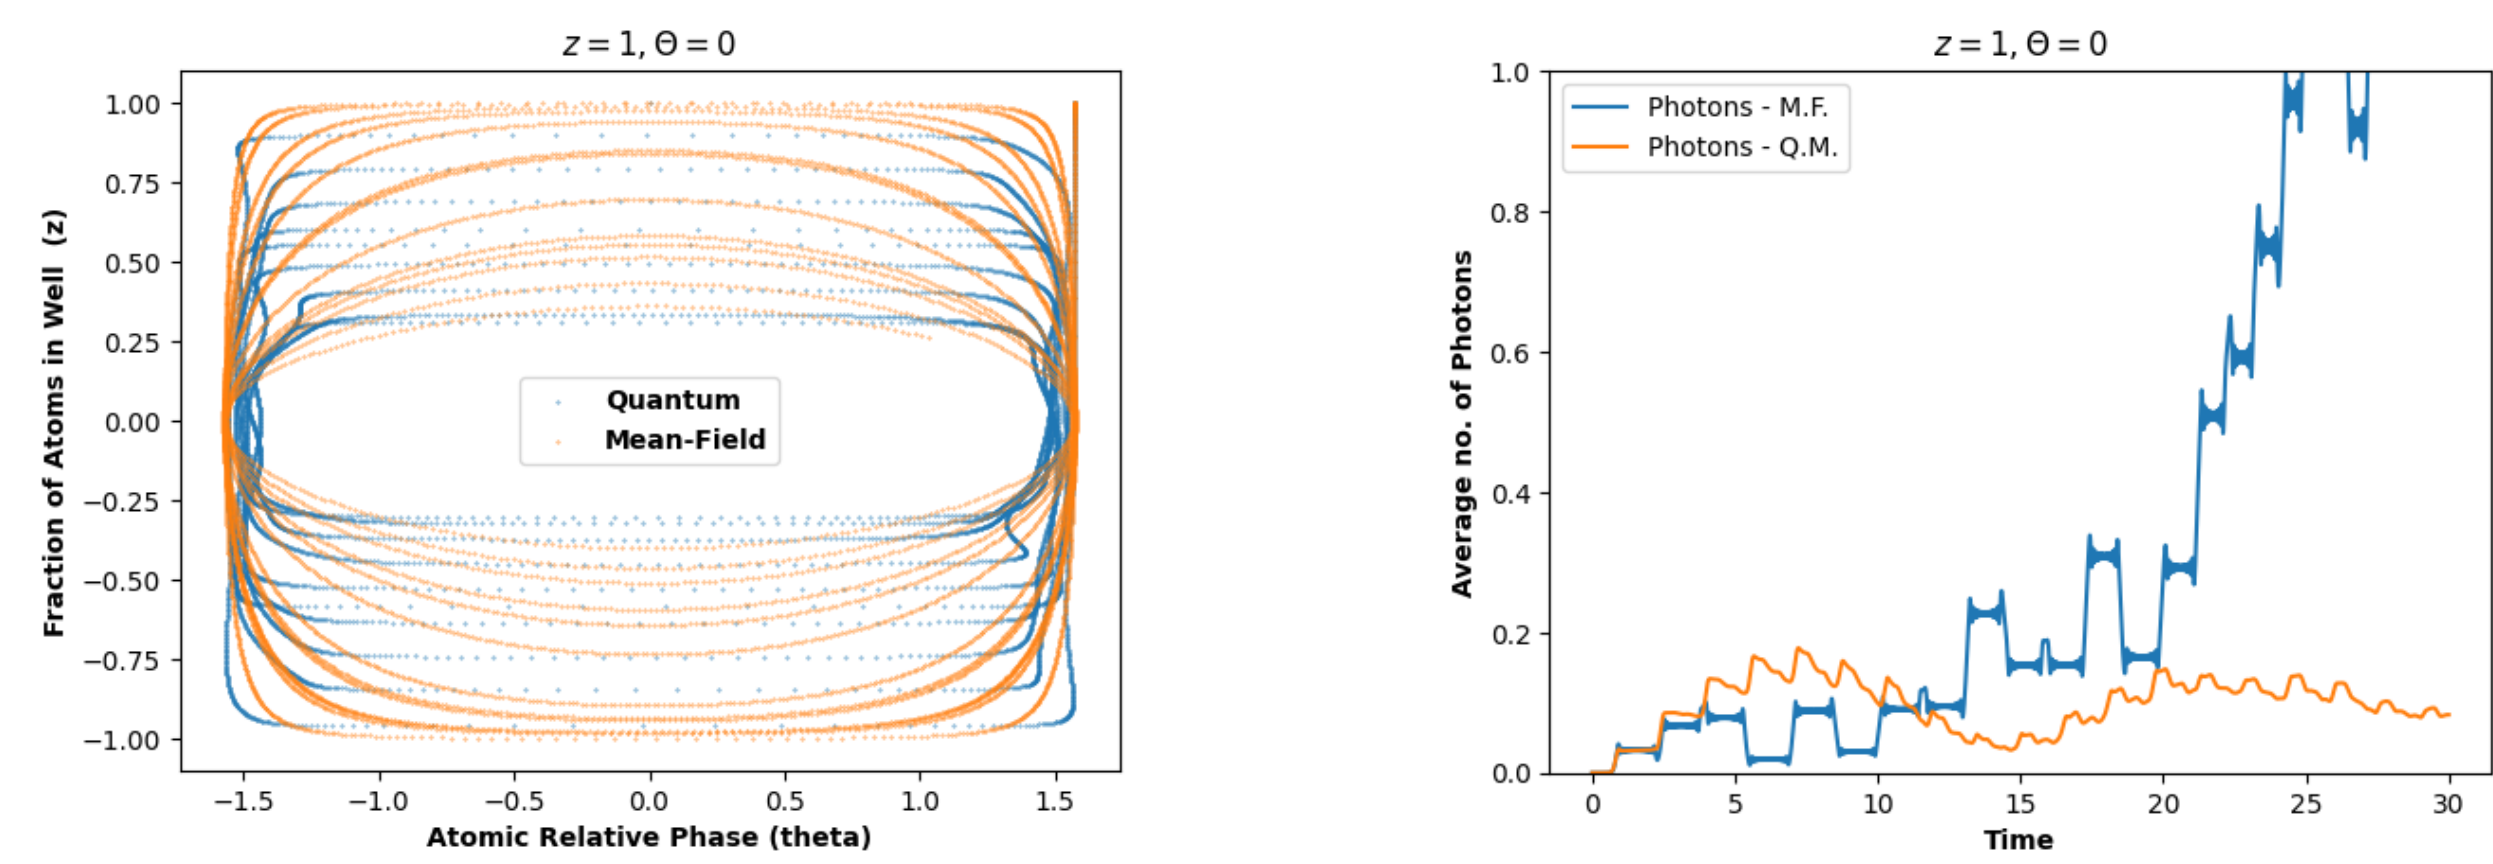 z = 1, Θ = 0
Fraction of Atoms in Well (z)
1.00
0.75
0.50
0.25
0.00
−0.25
−0.50
−0.75
−1.00
Quantum
Mean-Field
−1.5
−1.0
−0.5
0.0
0.5
1.0
1.5
Atomic Relative Phase (theta)
z = 1, Θ = 0
Average no. of Photons
1.0
0.8
0.6
0.4
0.2
0.0
Photons - M.F.
Photons - Q.M.
0
5
10
15
20
25
30
Time